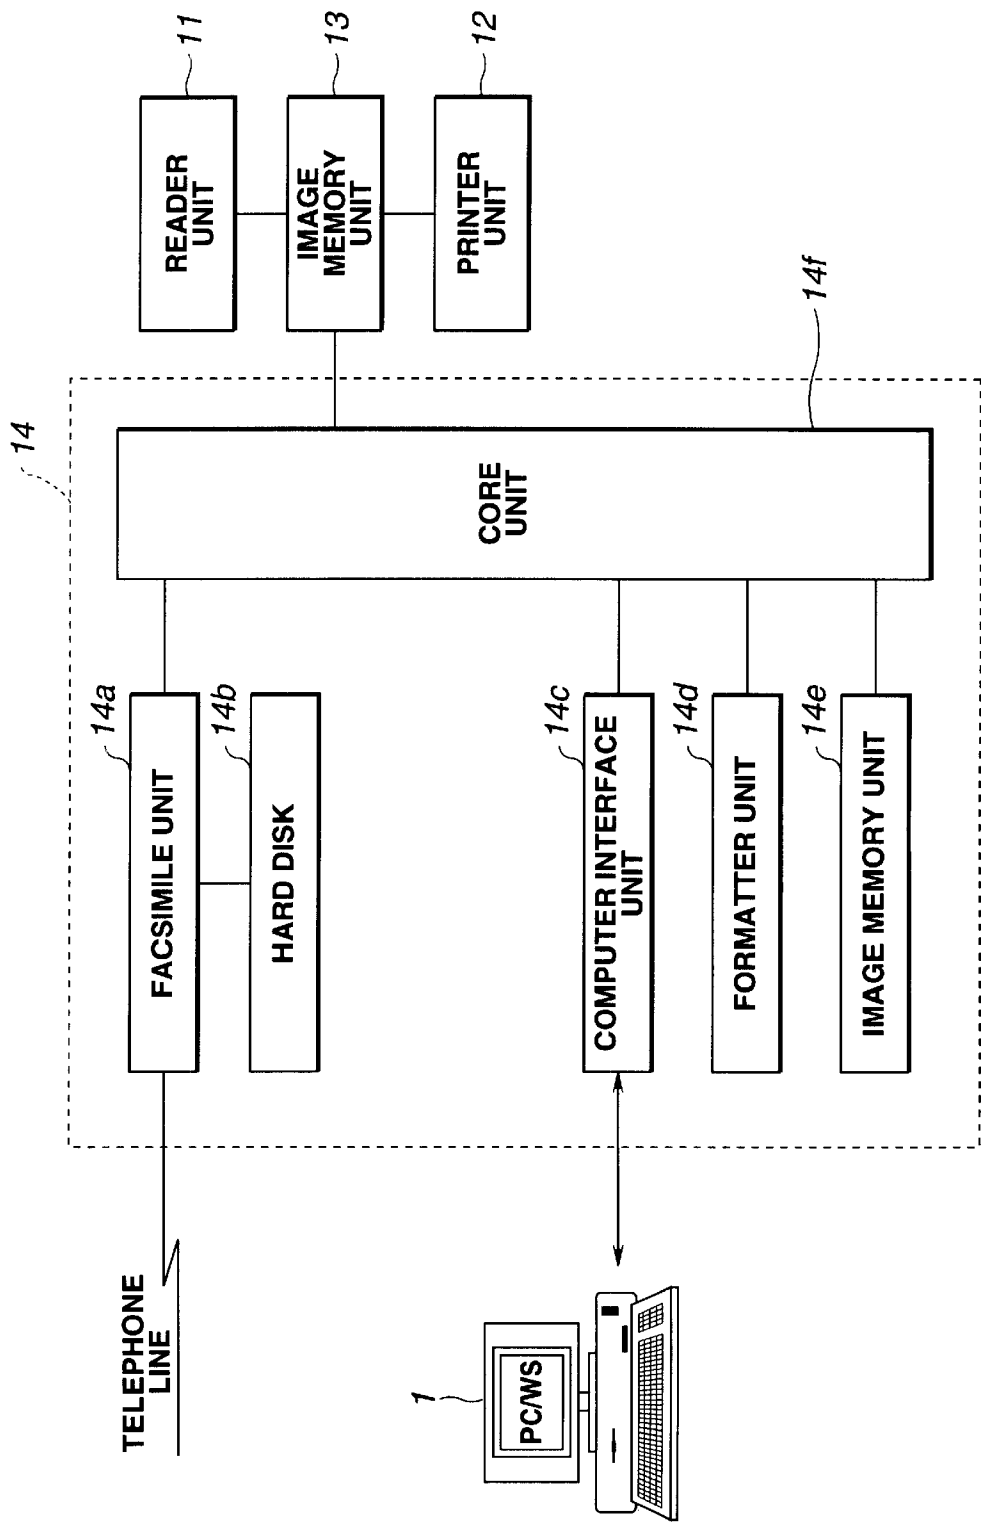 TELEPHONE
LINE
14
FACSIMILE UNIT
14a
HARD DISK
14b
READER
UNIT
11
IMAGE
MEMORY
UNIT
13
PRINTER
UNIT
12
CORE
UNIT
14f
1
PC/WS
COMPUTER INTERFACE
UNIT
14c
FORMATTER UNIT
14d
IMAGE MEMORY UNIT
14e